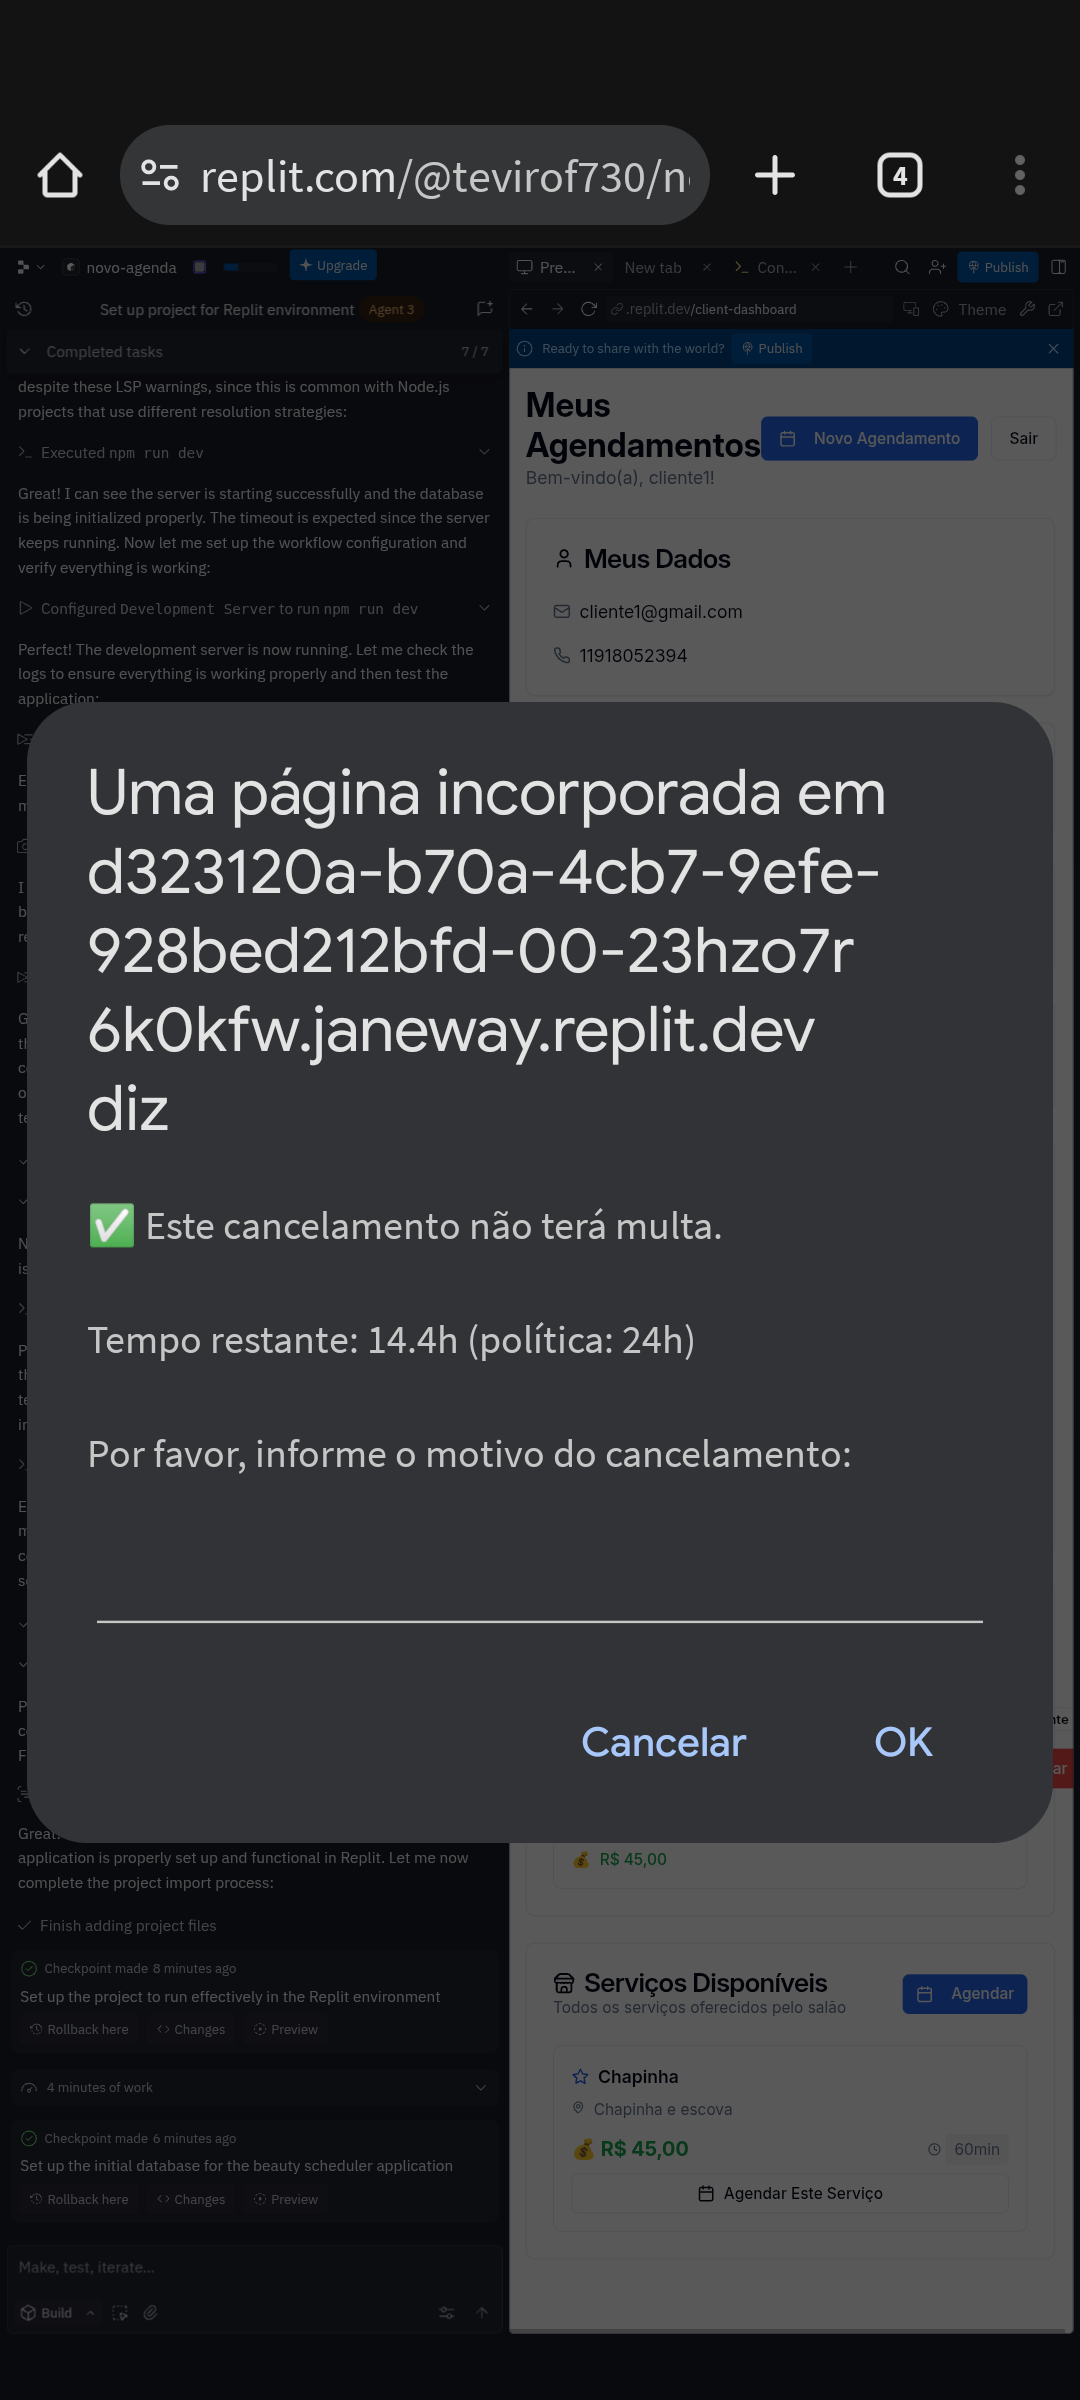 replit.com/@tevirof730/n
4
novo-agenda
Upgrade
Pre...
New tab
Con...
Publish
Set up project for Replit environment
Agent 3
.replit.dev/client-dashboard
Theme
Completed tasks
7 / 7
Ready to share with the world?
Publish
despite these LSP warnings, since this is common with Node.js
projects that use different resolution strategies:
Executed npm run dev
Great! I can see the server is starting successfully and the database
is being initialized properly. The timeout is expected since the server
keeps running. Now let me set up the workflow configuration and
verify everything is working:
Configured Development Server to run npm run dev
Perfect! The development server is now running. Let me check the
logs to ensure everything is working properly and then test the
application:
Meus
Agendamentos
Novo Agendamento
Sair
Bem-vindo(a), cliente1!
Meus Dados
cliente1@gmail.com
11918052394
Uma página incorporada em
d323120a-b70a-4cb7-9efe-
928bed212bfd-00-23hzo7r
6k0kfw.janeway.replit.dev
diz
✅ Este cancelamento não terá multa.
Tempo restante: 14.4h (política: 24h)
Por favor, informe o motivo do cancelamento:
Cancelar
OK
Great!
application is properly set up and functional in Replit. Let me now
complete the project import process:
Finish adding project files
Checkpoint made 8 minutes ago
Set up the project to run effectively in the Replit environment
Rollback here
Changes
Preview
4 minutes of work
Checkpoint made 6 minutes ago
Set up the initial database for the beauty scheduler application
Rollback here
Changes
Preview
Make, test, iterate...
Build
R$ 45,00
Serviços Disponíveis
Todos os serviços oferecidos pelo salão
Agendar
Chapinha
Chapinha e escova
R$ 45,00
60min
Agendar Este Serviço